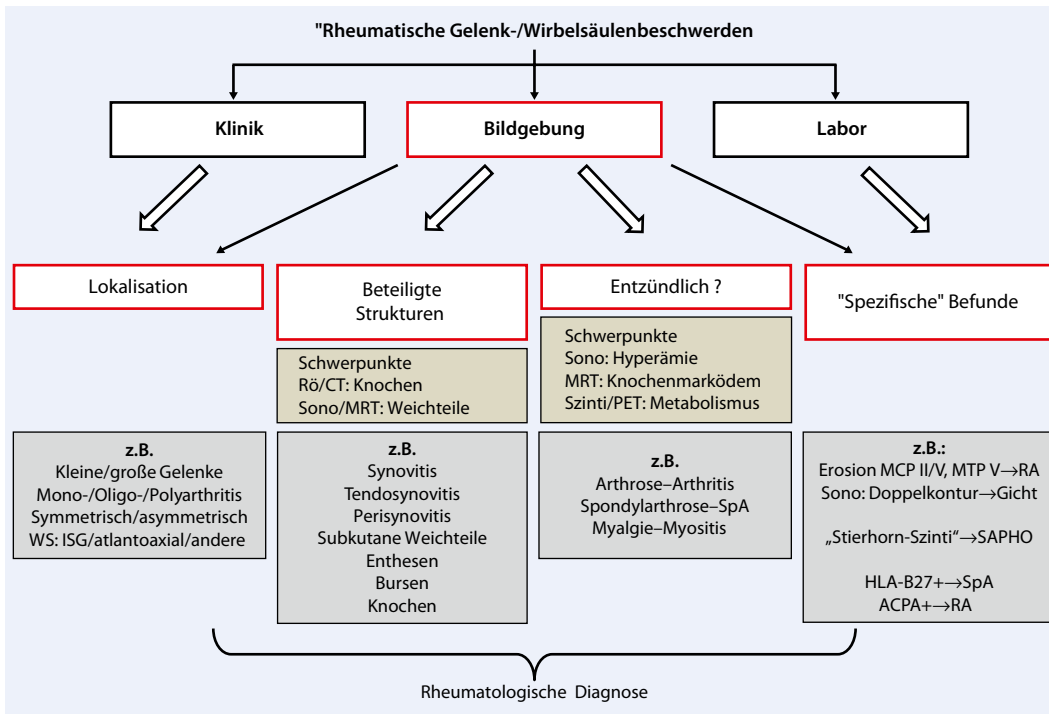 "Rheumatische Gelenk-/Wirbelsäulenbeschwerden
Klinik
Bildgebung
Labor
Lokalisation
Beteiligte
Strukturen
Entzündlich ?
"Spezifische" Befunde
Schwerpunkte
Rö/CT: Knochen
Sono/MRT: Weichteile
Schwerpunkte
Sono: Hyperämie
MRT: Knochenmarködem
Szinti/PET: Metabolismus
z.B.
Kleine/große Gelenke
Mono-/Oligo-/Polyarthritis
Symmetrisch/asymmetrisch
WS: ISG/atlantoaxial/andere
z.B.
Synovitis
Tendosynovitis
Perisynovitis
Subkutane Weichteile
Enthesen
Bursen
Knochen
z.B.
Arthrose–Arthritis
Spondylarthrose–SpA
Myalgie–Myositis
z.B.:
Erosion MCP II/V, MTP V→RA
Sono: Doppelkontur→Gicht
„Stierhorn-Szinti“→SAPHO
HLA-B27+→SpA
ACPA+→RA
Rheumatologische Diagnose